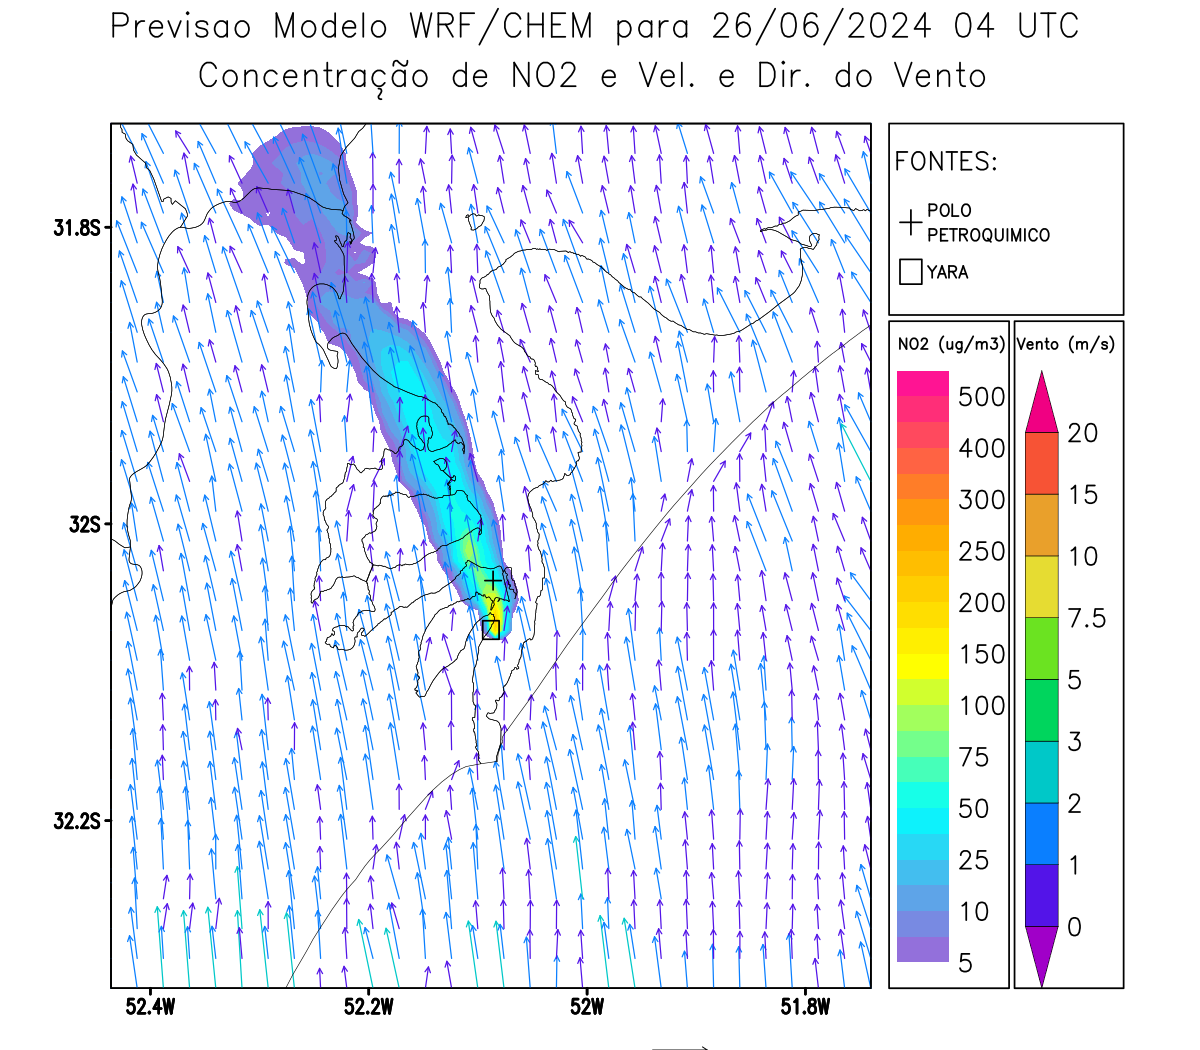 Previsao Modelo WRF/CHEM para 26/06/2024 04 UTC
Concentração de NO2 e Vel. e Dir. do Vento
FONTES:
POLO
PETROQUIMICO
YARA
NO2 (ug/m3)
500
400
300
250
200
150
100
75
50
25
10
5
Vento (m/s)
20
15
10
7.5
5
3
2
1
0
31.8S
32S
32.2S
52.4W
52.2W
52W
51.8W